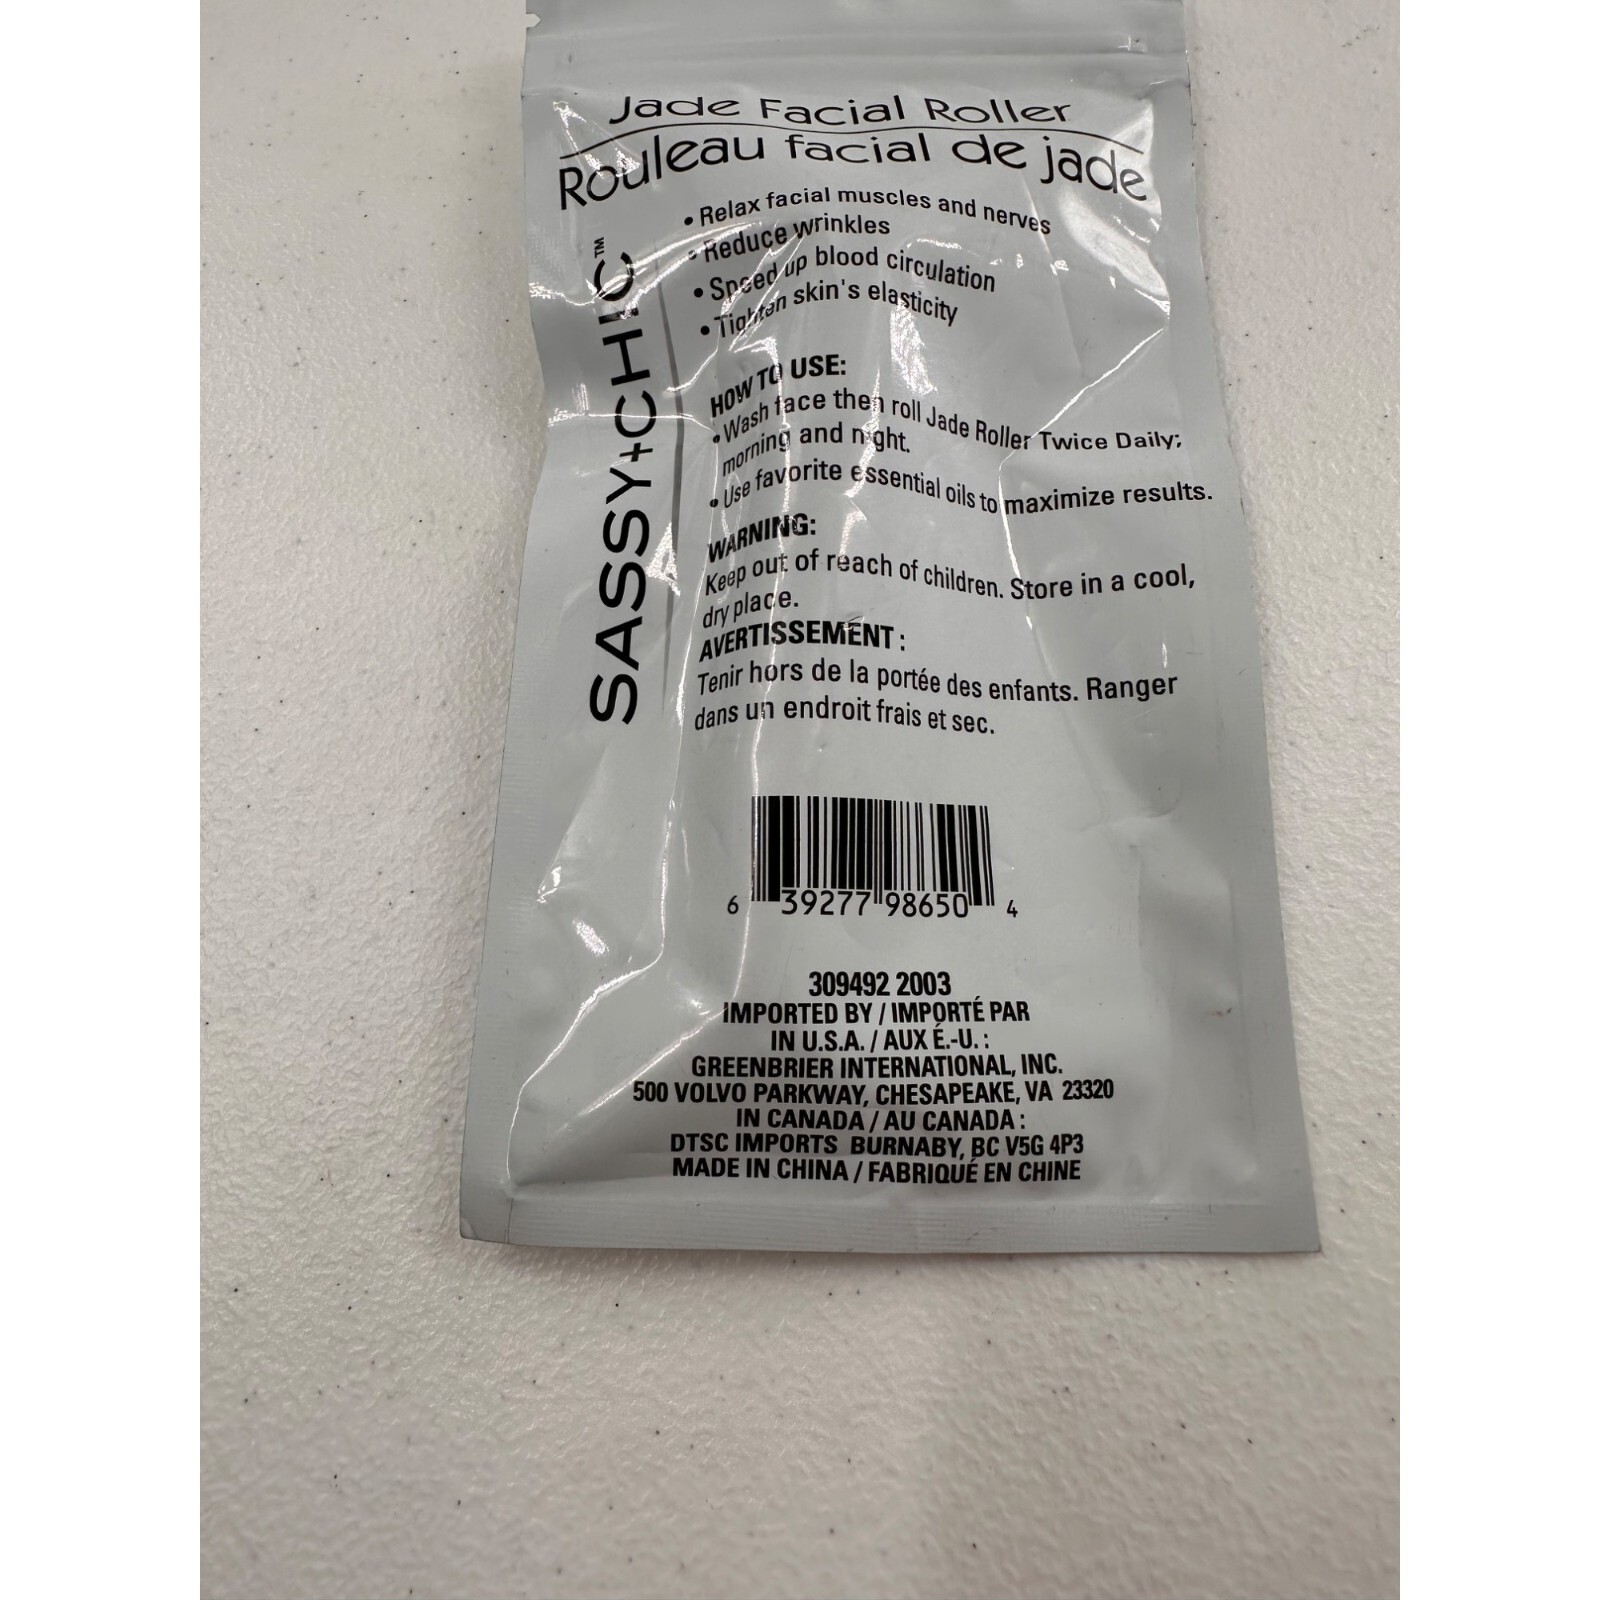 Jade Facial Roller
Rouleau facial de jade
SASSY+CHIC™
• Relax facial muscles and nerves
• Reduce wrinkles
• Speed up blood circulation
• Tighten skin's elasticity
HOW TO USE:
• Wash face then roll Jade Roller Twice Daily;
morning and night.
• Use favorite essential oils to maximize results.
WARNING:
Keep out of reach of children. Store in a cool,
dry place.
AVERTISSEMENT :
Tenir hors de la portée des enfants. Ranger
dans un endroit frais et sec.
6 39277 98650 4
309492 2003
IMPORTED BY / IMPORTÉ PAR
IN U.S.A. / AUX É.-U. :
GREENBRIER INTERNATIONAL, INC.
500 VOLVO PARKWAY, CHESAPEAKE, VA 23320
IN CANADA / AU CANADA :
DTSC IMPORTS BURNABY, BC V5G 4P3
MADE IN CHINA / FABRIQUÉ EN CHINE